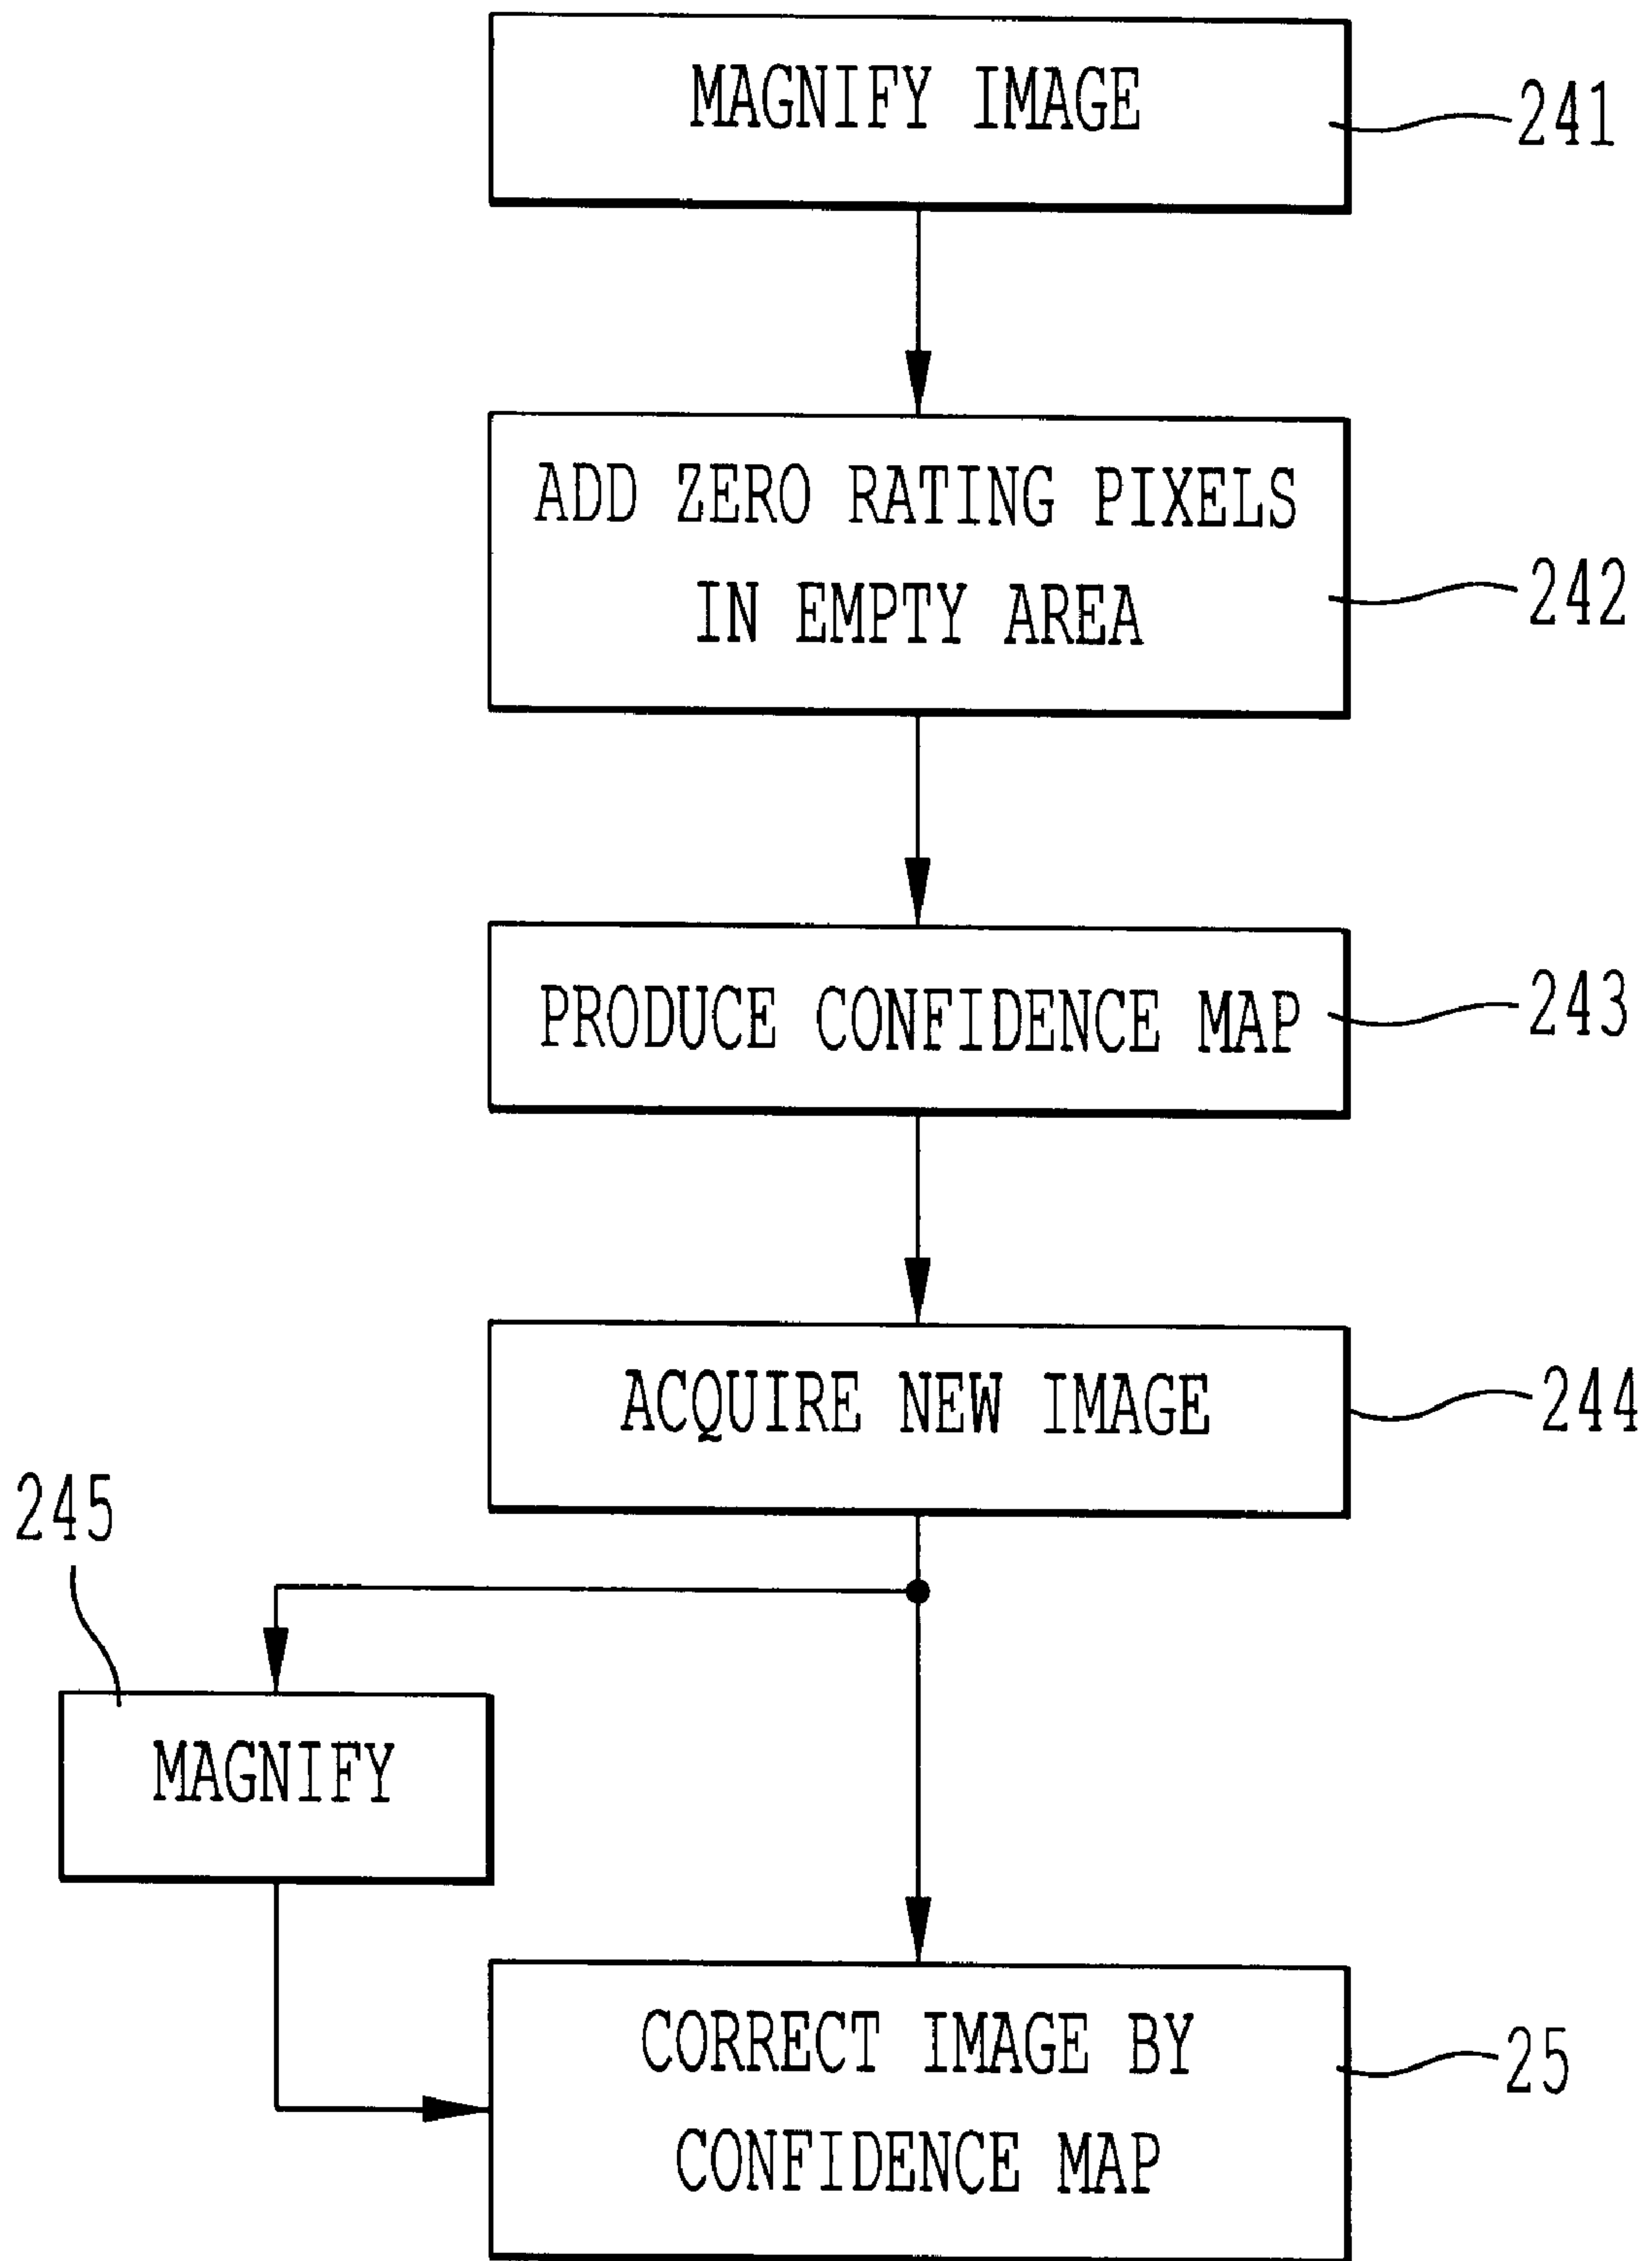 MAGNIFY IMAGE
241
ADD ZERO RATING PIXELS
IN EMPTY AREA
242
PRODUCE CONFIDENCE MAP
243
ACQUIRE NEW IMAGE
244
245
MAGNIFY
CORRECT IMAGE BY
CONFIDENCE MAP
25